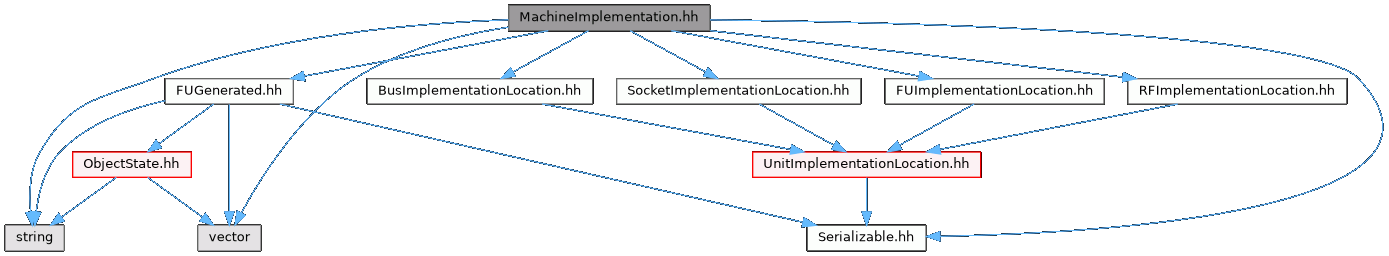 MachineImplementation.hh
FUGenerated.hh
BusImplementationLocation.hh
SocketImplementationLocation.hh
FUImplementationLocation.hh
RFImplementationLocation.hh
ObjectState.hh
UnitImplementationLocation.hh
string
vector
Serializable.hh